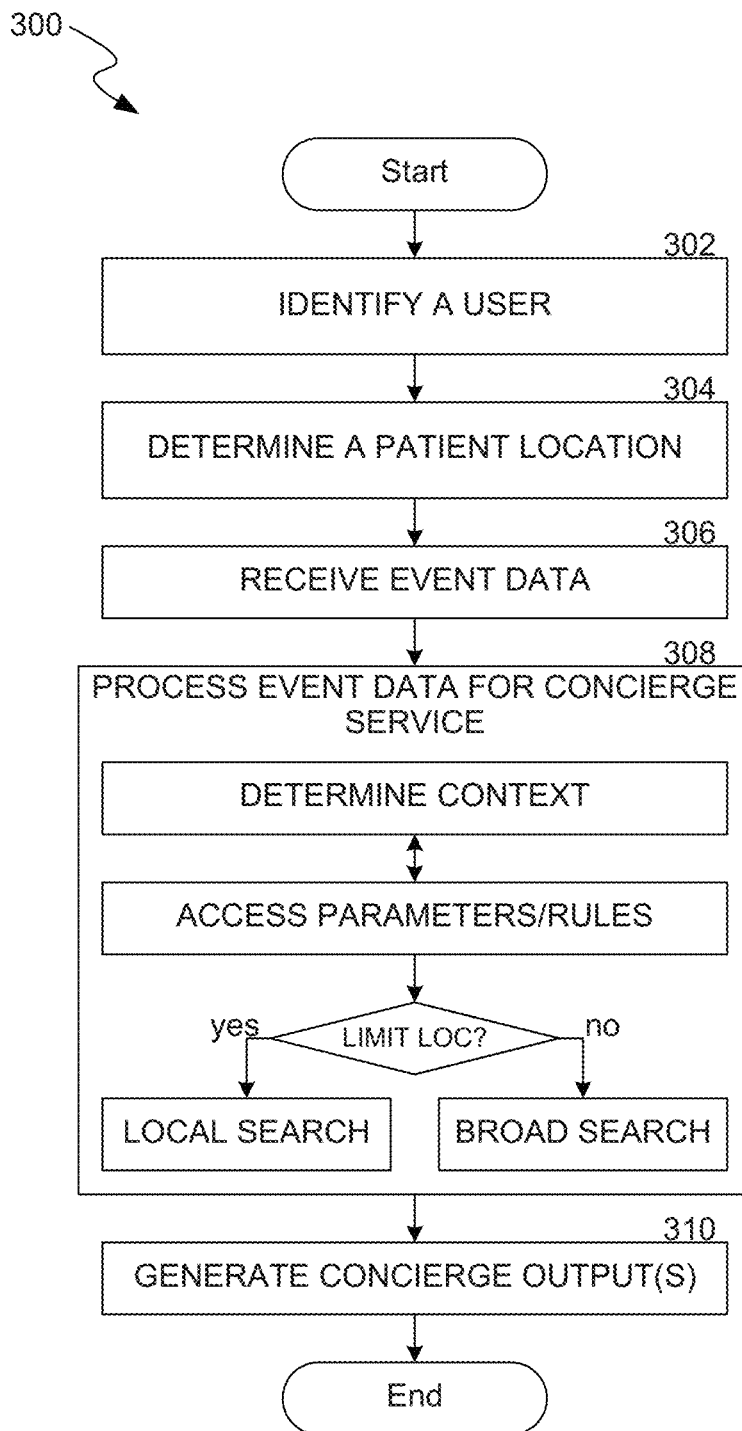 300
Start
302
IDENTIFY A USER
304
DETERMINE A PATIENT LOCATION
306
RECEIVE EVENT DATA
308
PROCESS EVENT DATA FOR CONCIERGE
SERVICE
DETERMINE CONTEXT
ACCESS PARAMETERS/RULES
yes
LIMIT LOC?
no
LOCAL SEARCH
BROAD SEARCH
310
GENERATE CONCIERGE OUTPUT(S)
End